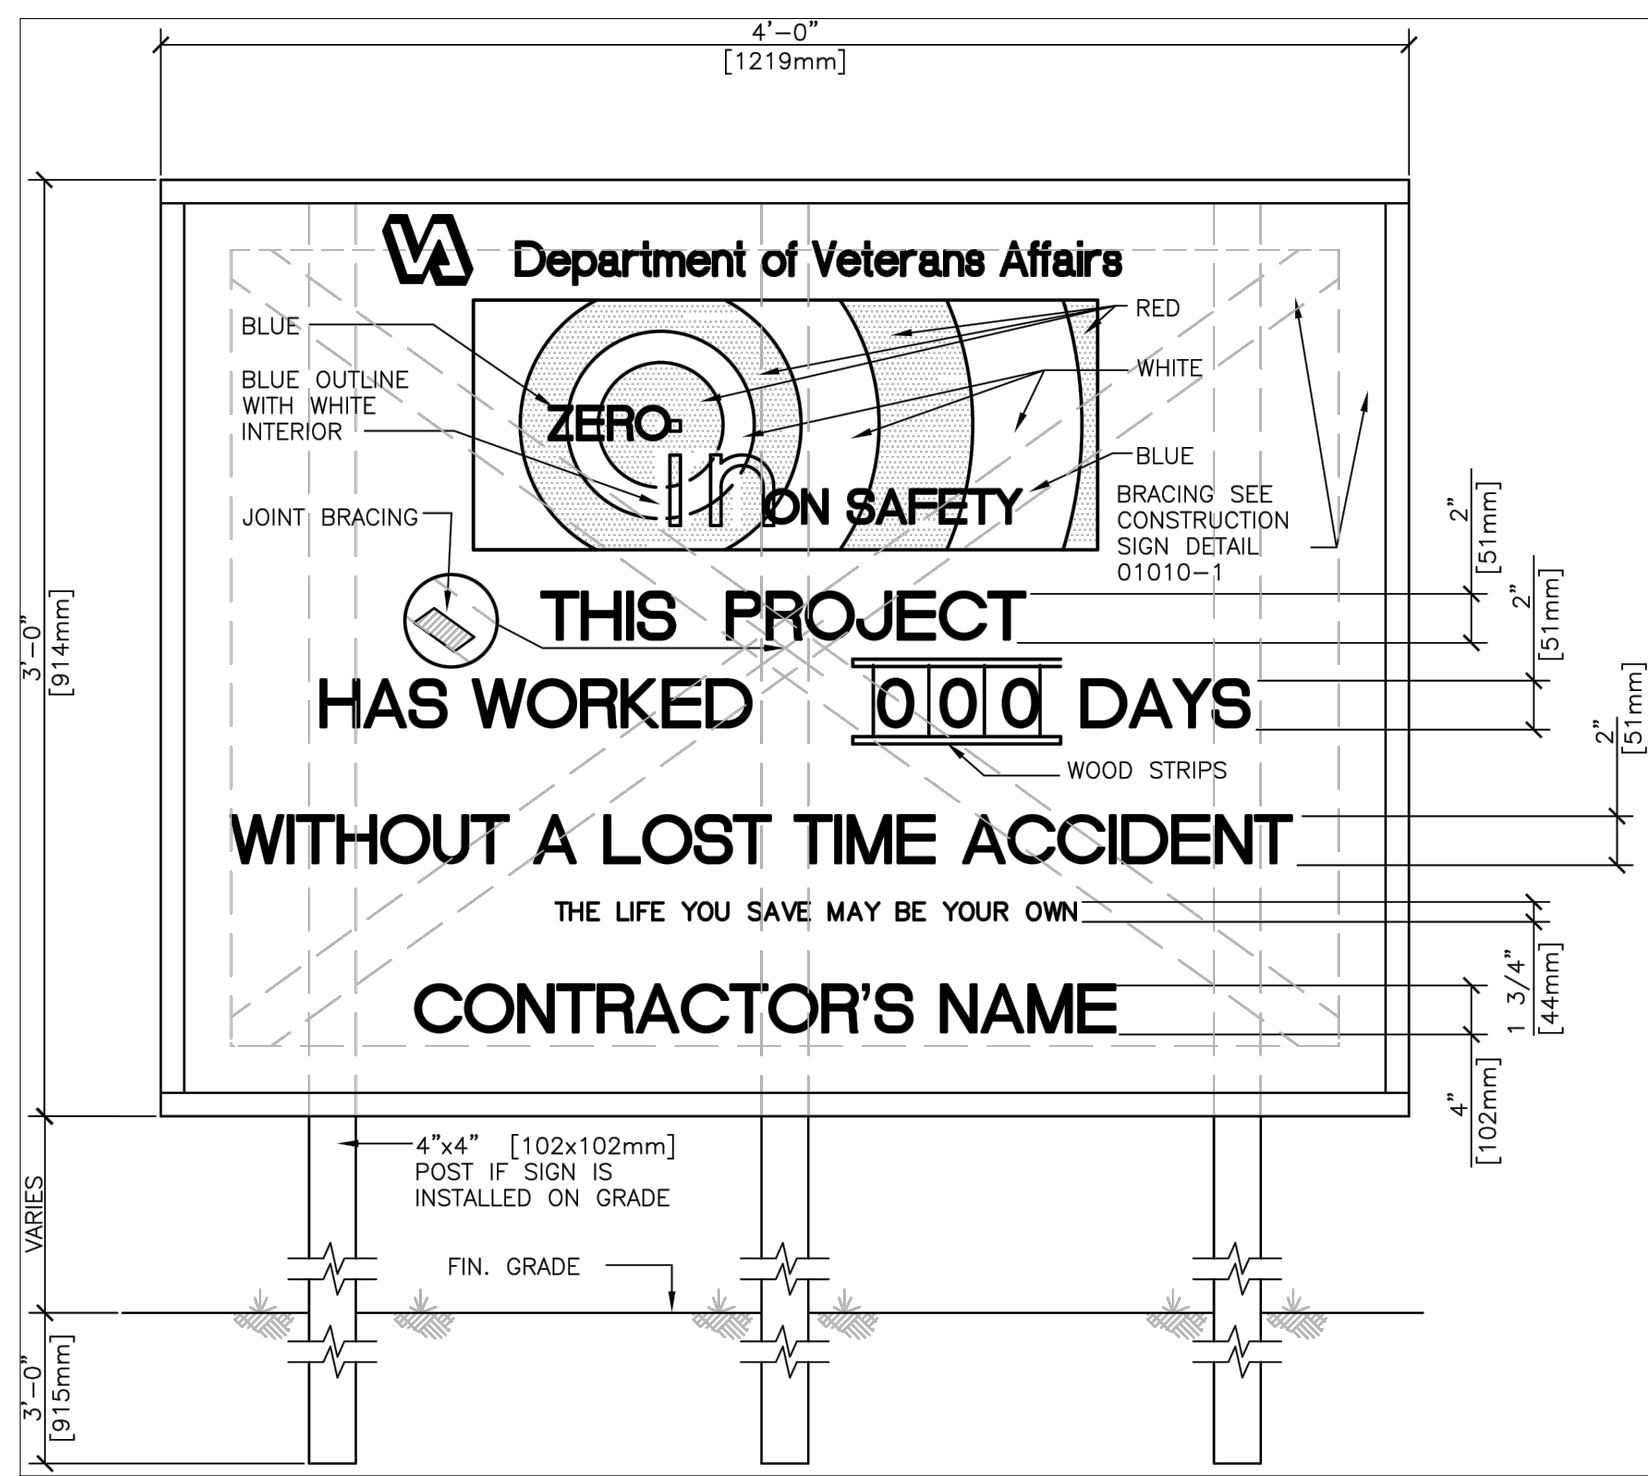 4'-0"
[1219mm]
VA
Department of Veterans Affairs
BLUE
RED
BLUE OUTLINE
WITH WHITE
INTERIOR
WHITE
ZERO
in
ON SAFETY
BLUE
JOINT BRACING
BRACING SEE
CONSTRUCTION
SIGN DETAIL
01010-1
2"
[51mm]
THIS PROJECT
2"
[51mm]
3'-0"
[914mm]
HAS WORKED 000 DAYS
2"
[51mm]
WOOD STRIPS
WITHOUT A LOST TIME ACCIDENT
THE LIFE YOU SAVE MAY BE YOUR OWN
1 3/4"
[44mm]
CONTRACTOR'S NAME
4"
[102mm]
4"x4" [102x102mm]
POST IF SIGN IS
INSTALLED ON GRADE
VARIES
FIN. GRADE
3'-0"
[915mm]